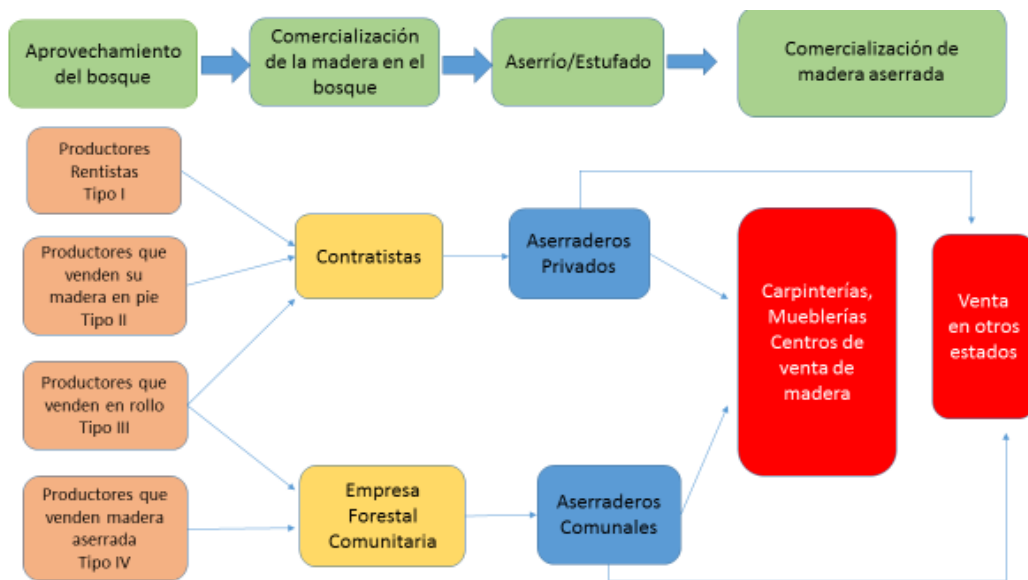 Aprovechamiento
del bosque
Comercialización
de la madera en el
bosque
Aserrío/Estufado
Comercialización de
madera aserrada
Productores
Rentistas
Tipo I
Productores que
venden su
madera en pie
Tipo II
Productores que
venden en rollo
Tipo III
Productores que
venden madera
aserrada
Tipo IV
Contratistas
Empresa
Forestal
Comunitaria
Aserraderos
Privados
Aserraderos
Comunales
Carpinterías,
Mueblerías
Centros de
venta de
madera
Venta
en otros
estados